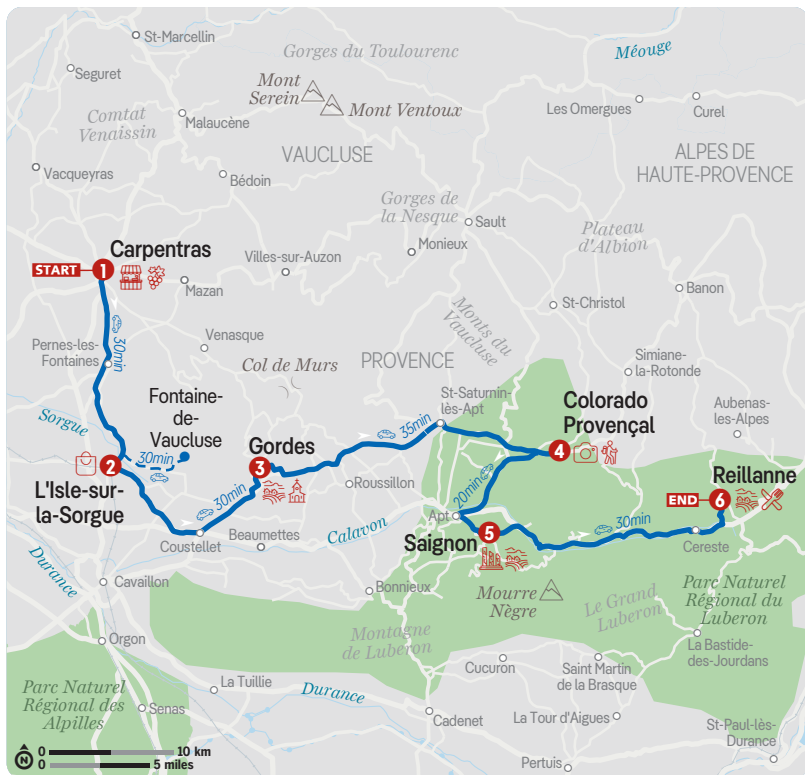 St-Marcellin
Gorges du Toulourenc
Méouge
Seguret
Mont
Serein
Mont Ventoux
Les Omergues
Curel
Comtat
Venaissin
Malaucène
VAUCLUSE
ALPES DE
HAUTE-PROVENCE
Vacqueyras
Bédoin
Gorges de
la Nesque
Sault
Plateau
d'Albion
Carpentras
START
1
Villes-sur-Auzon
Monieux
Mazan
Banon
St-Christol
Monts du
Vaucluse
30min
Venasque
Pernes-les-
Fontaines
Col de Murs
PROVENCE
Simiane-
la-Rotonde
Fontaine-
de-
Vaucluse
St-Saturnin-
lès-Apt
Colorado
Provençal
Aubenas-
les-Alpes
Sorgue
35min
30min
Gordes
2
3
4
L'Isle-sur-
la-Sorgue
Roussillon
20min
Reillanne
END
6
30min
Apt
5
30min
Calavon
Saignon
Coustellet
Beaumettes
Cereste
Durance
Cavaillon
Bonnieux
Mourre
Nègre
Le Grand
Luberon
Parc Naturel
Régional du
Luberon
Orgon
Montagne
de Luberon
La Bastide-
des-Jourdans
Cucuron
Saint Martin
de la Brasque
Parc Naturel
Régional des
Alpilles
La Tuillie
Durance
Senas
Cadenet
La Tour d'Aigues
St-Paul-lès-
Durance
Pertuis
N
0
10 km
0
5 miles